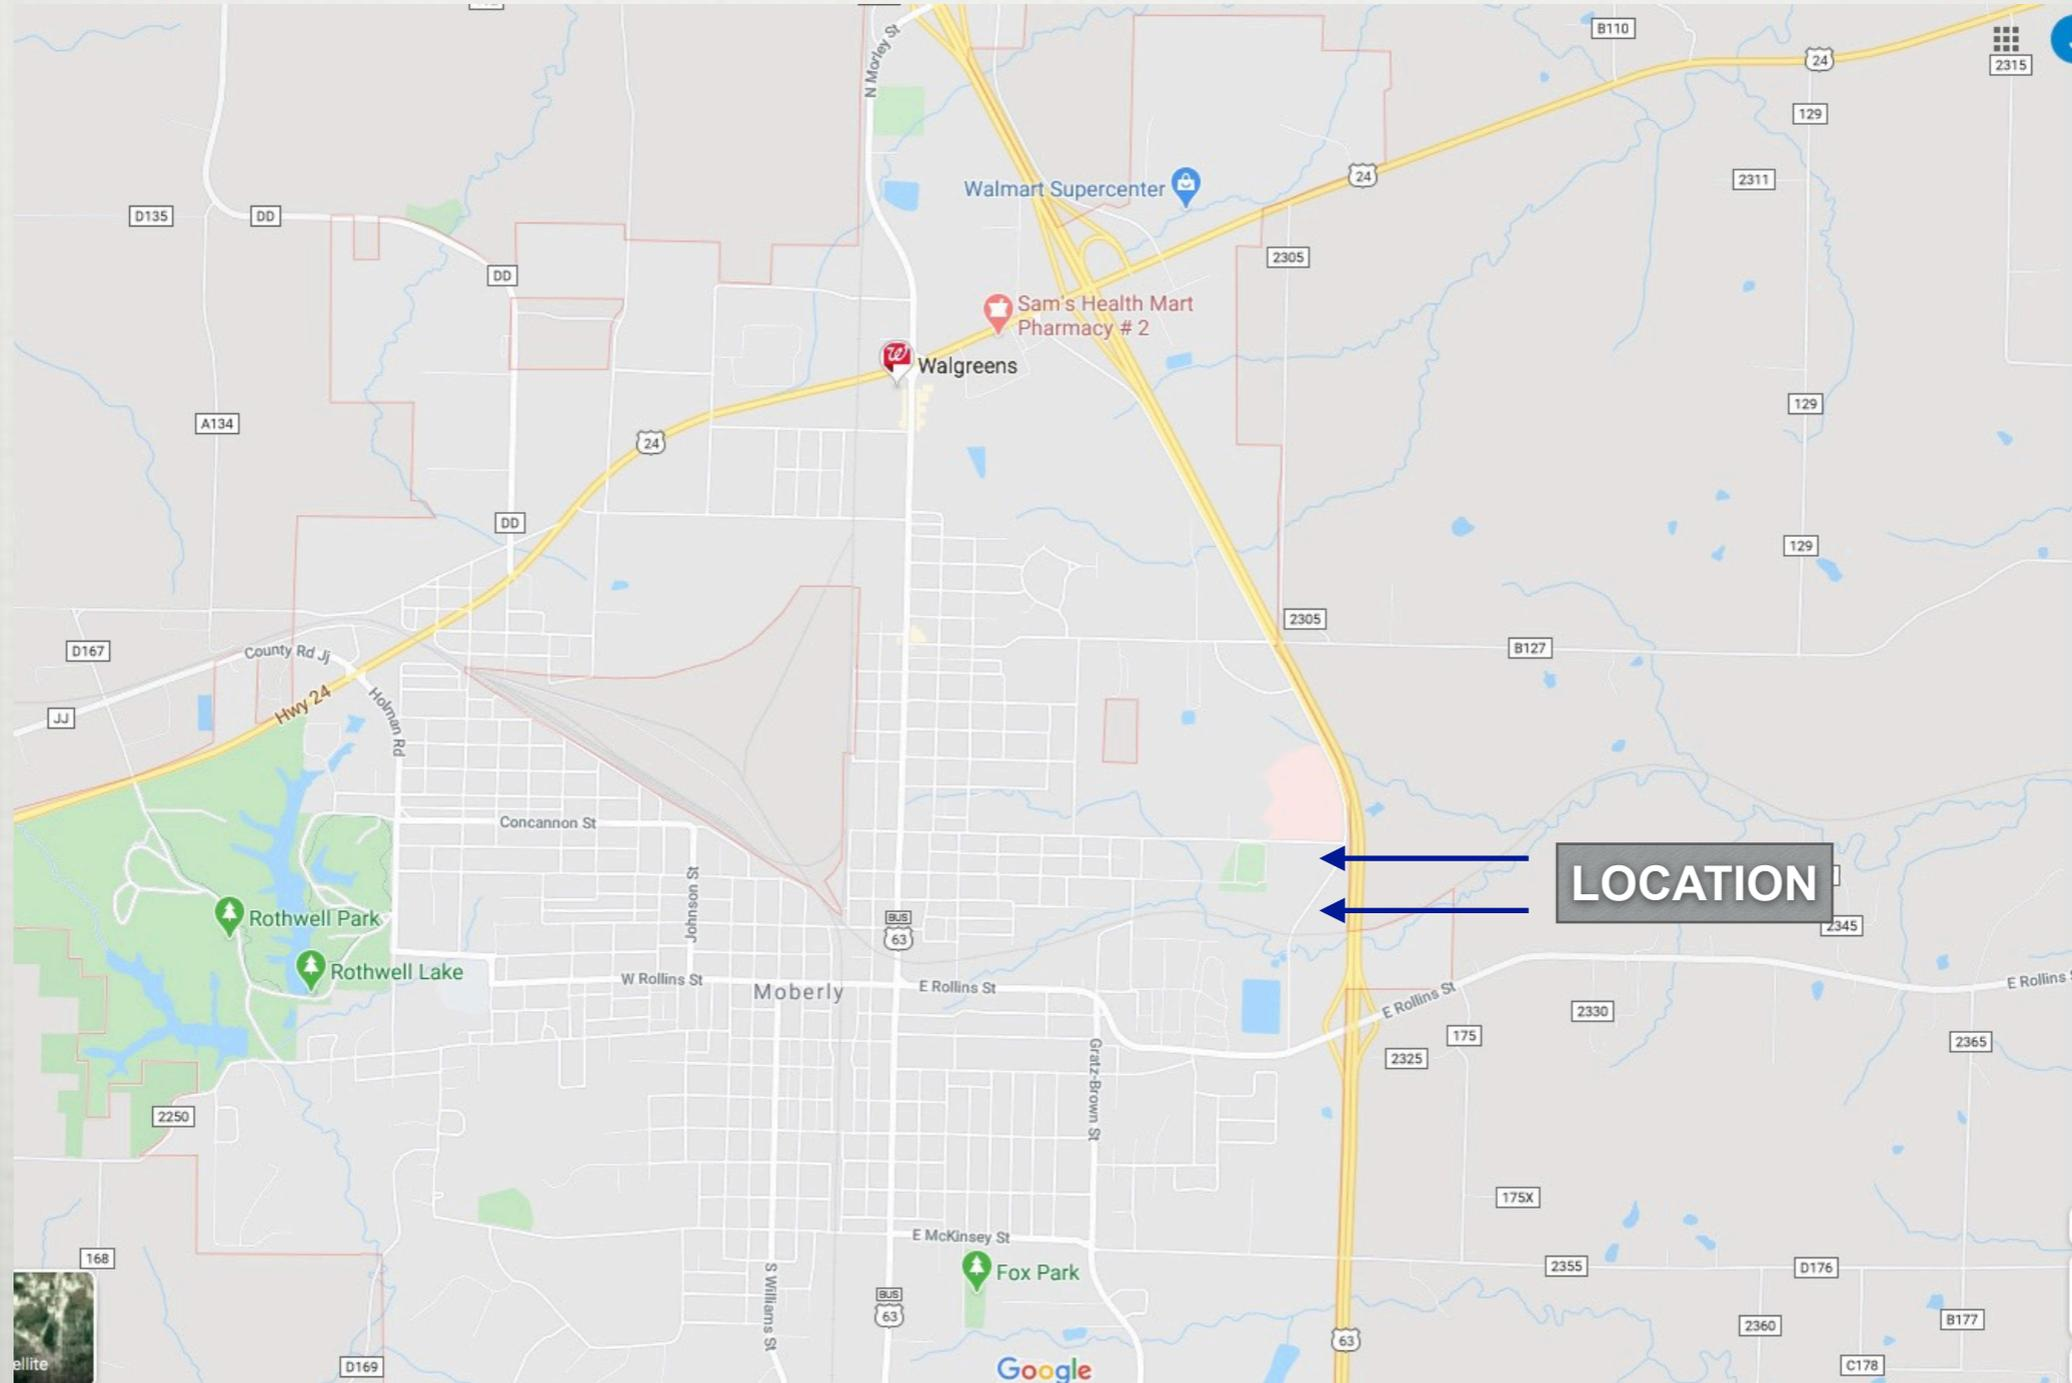 N Morley St
B110
24
2315
129
24
2311
Walmart Supercenter
D135
DD
DD
2305
Sam's Health Mart
Pharmacy # 2
Walgreens
129
A134
24
DD
129
2305
B127
D167
County Rd Jj
Hwy 24
Holman Rd
JJ
Concannon St
Johnson St
LOCATION
Rothwell Park
BUS
63
2345
Rothwell Lake
W Rollins St
Moberly
E Rollins St
E Rollins St
E Rollins
2330
175
2325
2365
Gratz-Brown St
2250
175X
E McKinsey St
168
Fox Park
2355
D176
S Williams St
BUS
63
2360
B177
63
ellite
D169
Google
C178